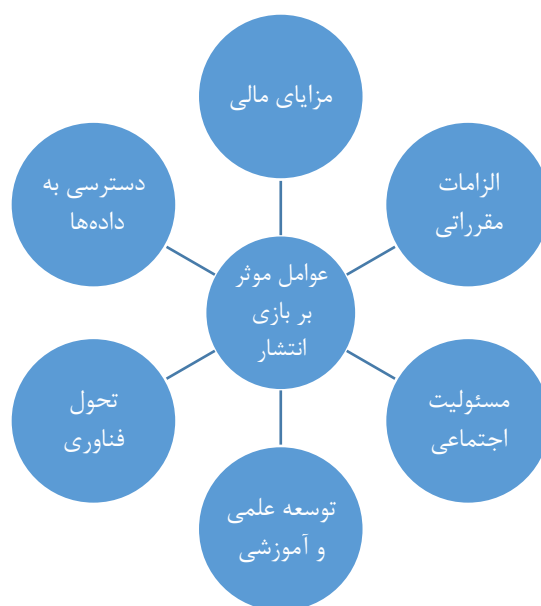 مزایای مالی
الزامات
مقرراتی
دسترسی به
داده‌ها
عوامل موثر
بر بازی
انتشار
مسئولیت
اجتماعی
تحول
فناوری
توسعه علمی
و آموزشی